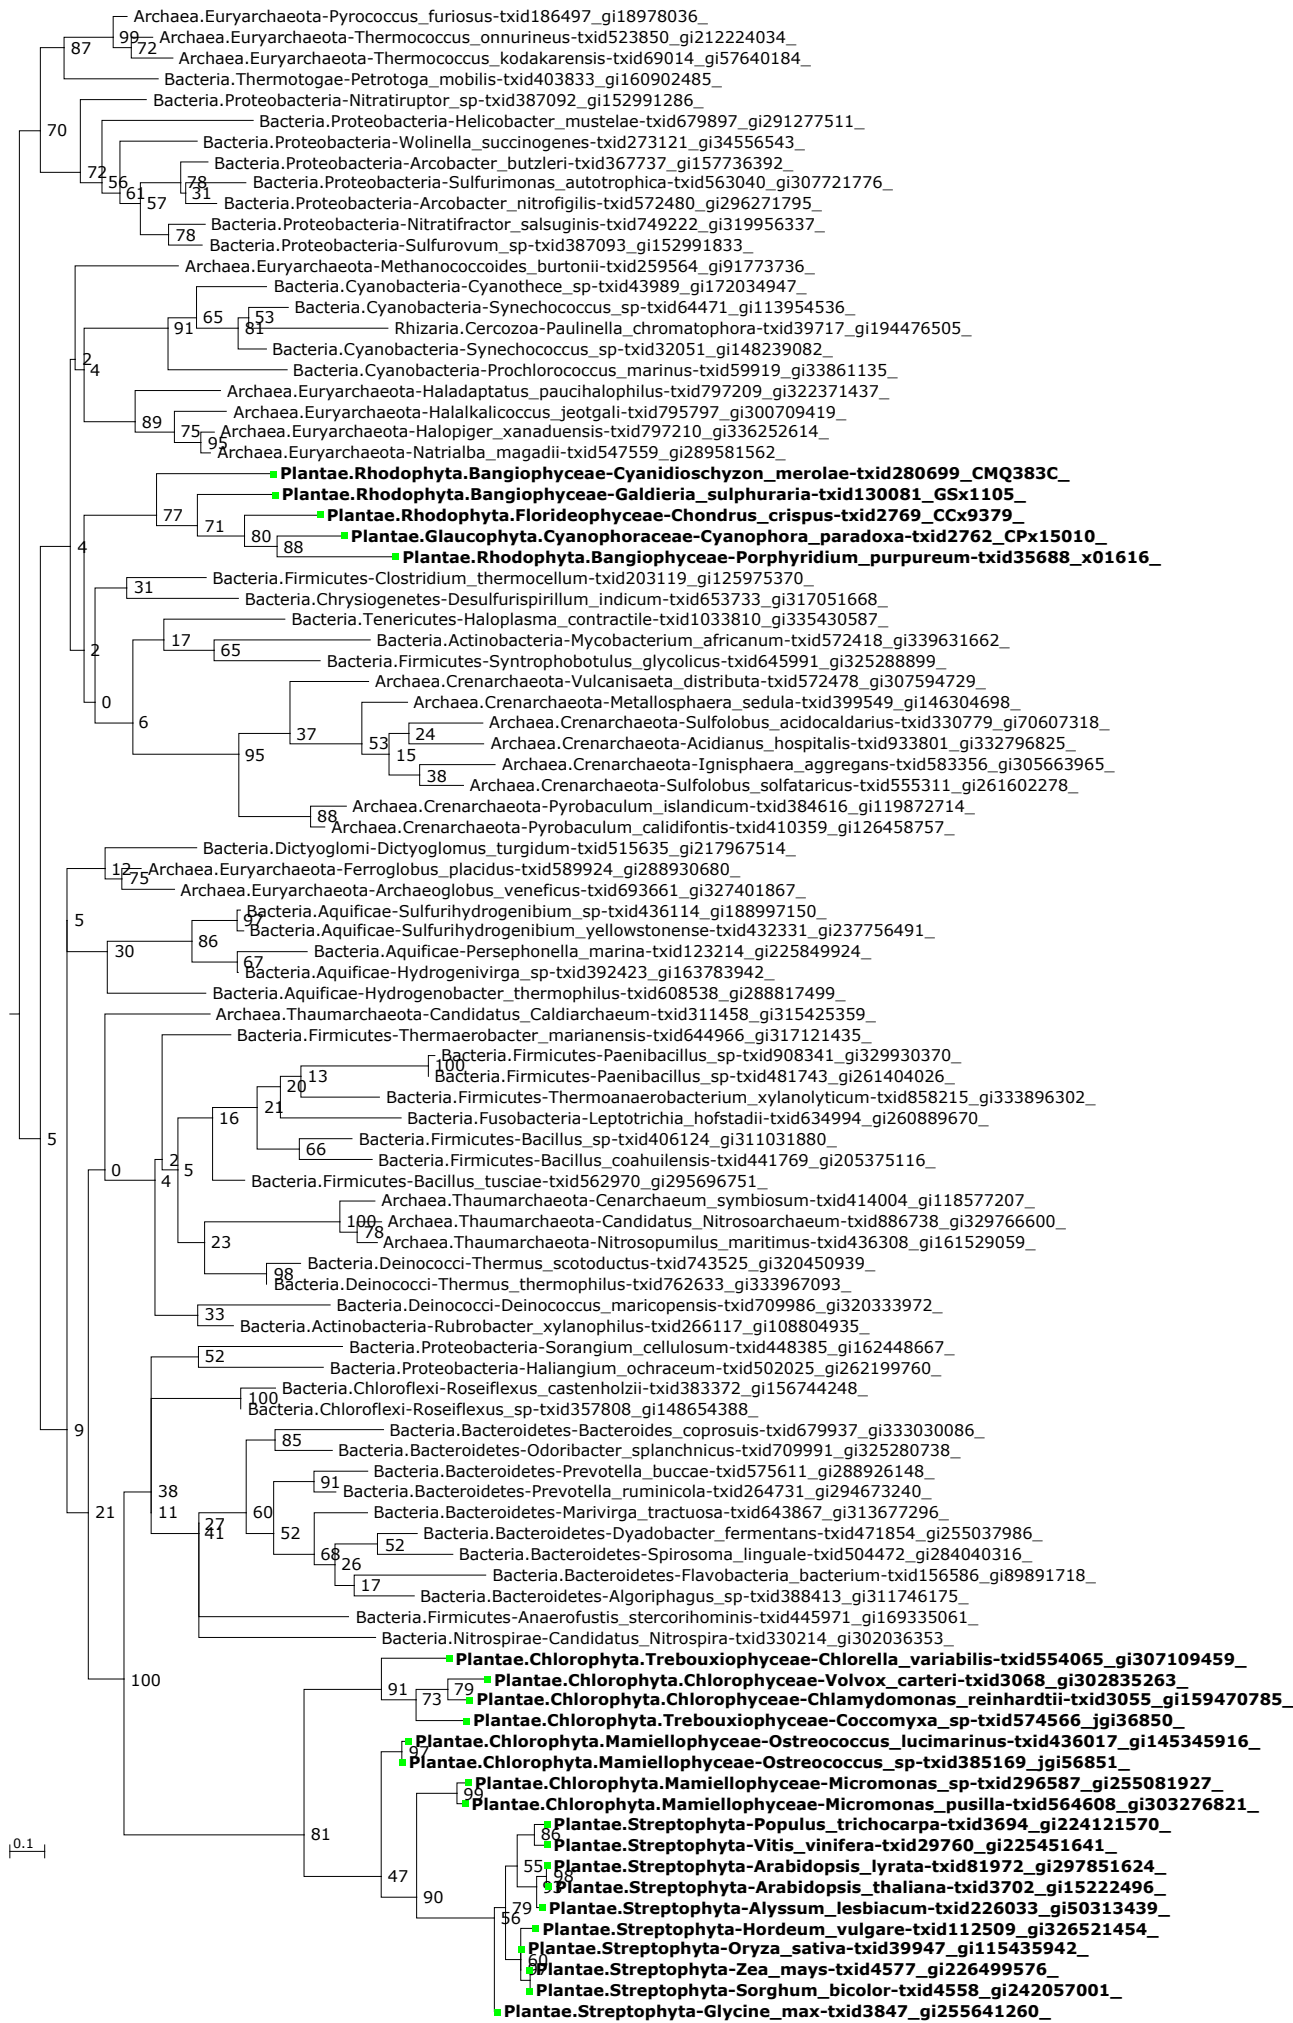 Archaea.Euryarchaeota-Pyrococcus_furiosus-txid186497_gi18978036_
99 Archaea.Euryarchaeota-Thermococcus_onnurineus-txid523850_gi212224034_
87 72
Archaea.Euryarchaeota-Thermococcus_kodakarensis-txid69014_gi57640184_
Bacteria.Thermotogae-Petrotoga_mobilis-txid403833_gi160902485_
Bacteria.Proteobacteria-Nitratiruptor_sp-txid387092_gi152991286_
Bacteria.Proteobacteria-Helicobacter_mustelae-txid679897_gi291277511_
70
Bacteria.Proteobacteria-Wolinella_succinogenes-txid273121_gi34556543_
Bacteria.Proteobacteria-Arcobacter_butzleri-txid367737_gi157736392_
72
56 78 Bacteria.Proteobacteria-Sulfurimonas_autotrophica-txid563040_gi307721776_
61 31
57 Bacteria.Proteobacteria-Arcobacter_nitrofigilis-txid572480_gi296271795_
Bacteria.Proteobacteria-Nitratifractor_salsuginis-txid749222_gi319956337_
78
Bacteria.Proteobacteria-Sulfurovum_sp-txid387093_gi152991833_
Archaea.Euryarchaeota-Methanococcoides_burtonii-txid259564_gi91773736_
Bacteria.Cyanobacteria-Cyanothece_sp-txid43989_gi172034947_
Bacteria.Cyanobacteria-Synechococcus_sp-txid64471_gi113954536_
65 53
91 81 Rhizaria.Cercozoa-Paulinella_chromatophora-txid39717_gi194476505_
Bacteria.Cyanobacteria-Synechococcus_sp-txid32051_gi148239082_
2
4 Bacteria.Cyanobacteria-Prochlorococcus_marinus-txid59919_gi33861135_
Archaea.Euryarchaeota-Haladaptatus_paucihalophilus-txid797209_gi322371437_
Archaea.Euryarchaeota-Halalkalicoccus_jeotgali-txid795797_gi300709419_
89
75 Archaea.Euryarchaeota-Halopiger_xanaduensis-txid797210_gi336252614_
95
Archaea.Euryarchaeota-Natrialba_magadii-txid547559_gi289581562_
Plantae.Rhodophyta.Bangiophyceae-Cyanidioschyzon_merolae-txid280699_CMQ383C_
Plantae.Rhodophyta.Bangiophyceae-Galdieria_sulphuraria-txid130081_GSx1105_
77 Plantae.Rhodophyta.Florideophyceae-Chondrus_crispus-txid2769_CCx9379_
71
80 Plantae.Glaucophyta.Cyanophoraceae-Cyanophora_paradoxa-txid2762_CPx15010_
4 88
Plantae.Rhodophyta.Bangiophyceae-Porphyridium_purpureum-txid35688_x01616_
Bacteria.Firmicutes-Clostridium_thermocellum-txid203119_gi125975370_
31
Bacteria.Chrysiogenetes-Desulfurispirillum_indicum-txid653733_gi317051668_
Bacteria.Tenericutes-Haloplasma_contractile-txid1033810_gi335430587_
17 Bacteria.Actinobacteria-Mycobacterium_africanum-txid572418_gi339631662_
2 65
Bacteria.Firmicutes-Syntrophobotulus_glycolicus-txid645991_gi325288899_
Archaea.Crenarchaeota-Vulcanisaeta_distributa-txid572478_gi307594729_
0 Archaea.Crenarchaeota-Metallosphaera_sedula-txid399549_gi146304698_
6 Archaea.Crenarchaeota-Sulfolobus_acidocaldarius-txid330779_gi70607318_
37 24
53 Archaea.Crenarchaeota-Acidianus_hospitalis-txid933801_gi332796825_
95 15
Archaea.Crenarchaeota-Ignisphaera_aggregans-txid583356_gi305663965_
38
Archaea.Crenarchaeota-Sulfolobus_solfataricus-txid555311_gi261602278_
Archaea.Crenarchaeota-Pyrobaculum_islandicum-txid384616_gi119872714_
88
Archaea.Crenarchaeota-Pyrobaculum_calidifontis-txid410359_gi126458757_
Bacteria.Dictyoglomi-Dictyoglomus_turgidum-txid515635_gi217967514_
12 Archaea.Euryarchaeota-Ferroglobus_placidus-txid589924_gi288930680_
75
Archaea.Euryarchaeota-Archaeoglobus_veneficus-txid693661_gi327401867_
5 Bacteria.Aquificae-Sulfurihydrogenibium_sp-txid436114_gi188997150_
97
Bacteria.Aquificae-Sulfurihydrogenibium_yellowstonense-txid432331_gi237756491_
86
30 Bacteria.Aquificae-Persephonella_marina-txid123214_gi225849924_
67
Bacteria.Aquificae-Hydrogenivirga_sp-txid392423_gi163783942_
Bacteria.Aquificae-Hydrogenobacter_thermophilus-txid608538_gi288817499_
Archaea.Thaumarchaeota-Candidatus_Caldiarchaeum-txid311458_gi315425359_
Bacteria.Firmicutes-Thermaerobacter_marianensis-txid644966_gi317121435_
Bacteria.Firmicutes-Paenibacillus_sp-txid908341_gi329930370_
100
13 Bacteria.Firmicutes-Paenibacillus_sp-txid481743_gi261404026_
20
Bacteria.Firmicutes-Thermoanaerobacterium_xylanolyticum-txid858215_gi333896302_
21
16 Bacteria.Fusobacteria-Leptotrichia_hofstadii-txid634994_gi260889670_
5 Bacteria.Firmicutes-Bacillus_sp-txid406124_gi311031880_
66
2 Bacteria.Firmicutes-Bacillus_coahuilensis-txid441769_gi205375116_
0 5
4 Bacteria.Firmicutes-Bacillus_tusciae-txid562970_gi295696751_
Archaea.Thaumarchaeota-Cenarchaeum_symbiosum-txid414004_gi118577207_
100 Archaea.Thaumarchaeota-Candidatus_Nitrosoarchaeum-txid886738_gi329766600_
78
23 Archaea.Thaumarchaeota-Nitrosopumilus_maritimus-txid436308_gi161529059_
Bacteria.Deinococci-Thermus_scotoductus-txid743525_gi320450939_
98
Bacteria.Deinococci-Thermus_thermophilus-txid762633_gi333967093_
Bacteria.Deinococci-Deinococcus_maricopensis-txid709986_gi320333972_
33
Bacteria.Actinobacteria-Rubrobacter_xylanophilus-txid266117_gi108804935_
Bacteria.Proteobacteria-Sorangium_cellulosum-txid448385_gi162448667_
52
Bacteria.Proteobacteria-Haliangium_ochraceum-txid502025_gi262199760_
Bacteria.Chloroflexi-Roseiflexus_castenholzii-txid383372_gi156744248_
100
Bacteria.Chloroflexi-Roseiflexus_sp-txid357808_gi148654388_
9 Bacteria.Bacteroidetes-Bacteroides_coprosuis-txid679937_gi333030086_
85
Bacteria.Bacteroidetes-Odoribacter_splanchnicus-txid709991_gi325280738_
Bacteria.Bacteroidetes-Prevotella_buccae-txid575611_gi288926148_
91
38 Bacteria.Bacteroidetes-Prevotella_ruminicola-txid264731_gi294673240_
21 11 60 Bacteria.Bacteroidetes-Marivirga_tractuosa-txid643867_gi313677296_
27
41 52 Bacteria.Bacteroidetes-Dyadobacter_fermentans-txid471854_gi255037986_
52
68 Bacteria.Bacteroidetes-Spirosoma_linguale-txid504472_gi284040316_
26
Bacteria.Bacteroidetes-Flavobacteria_bacterium-txid156586_gi89891718_
17
Bacteria.Bacteroidetes-Algoriphagus_sp-txid388413_gi311746175_
Bacteria.Firmicutes-Anaerofustis_stercorihominis-txid445971_gi169335061_
Bacteria.Nitrospirae-Candidatus_Nitrospira-txid330214_gi302036353_
Plantae.Chlorophyta.Trebouxiophyceae-Chlorella_variabilis-txid554065_gi307109459_
100 Plantae.Chlorophyta.Chlorophyceae-Volvox_carteri-txid3068_gi302835263_
91 79
73 Plantae.Chlorophyta.Chlorophyceae-Chlamydomonas_reinhardtii-txid3055_gi159470785_
Plantae.Chlorophyta.Trebouxiophyceae-Coccomyxa_sp-txid574566_jgi36850_
Plantae.Chlorophyta.Mamiellophyceae-Ostreococcus_lucimarinus-txid436017_gi145345916_
97
Plantae.Chlorophyta.Mamiellophyceae-Ostreococcus_sp-txid385169_jgi56851_
Plantae.Chlorophyta.Mamiellophyceae-Micromonas_sp-txid296587_gi255081927_
99
Plantae.Chlorophyta.Mamiellophyceae-Micromonas_pusilla-txid564608_gi303276821_
Plantae.Streptophyta-Populus_trichocarpa-txid3694_gi224121570_
81 86
0.1 Plantae.Streptophyta-Vitis_vinifera-txid29760_gi225451641_
55 Plantae.Streptophyta-Arabidopsis_lyrata-txid81972_gi297851624_
47 98
Plantae.Streptophyta-Arabidopsis_thaliana-txid3702_gi15222496_
90
79 Plantae.Streptophyta-Alyssum_lesbiacum-txid226033_gi50313439_
56
Plantae.Streptophyta-Hordeum_vulgare-txid112509_gi326521454_
Plantae.Streptophyta-Oryza_sativa-txid39947_gi115435942_
60
Plantae.Streptophyta-Zea_mays-txid4577_gi226499576_
Plantae.Streptophyta-Sorghum_bicolor-txid4558_gi242057001_
Plantae.Streptophyta-Glycine_max-txid3847_gi255641260_